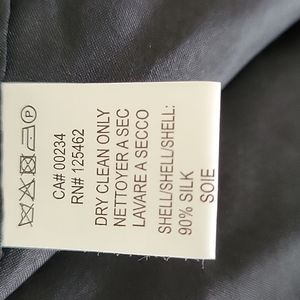 CA# 00234
RN# 125462
DRY CLEAN ONLY
NETTOYER A SEC
LAVARE A SECCO
SHELL/SHELL/SHELL:
90% SILK
SOIE